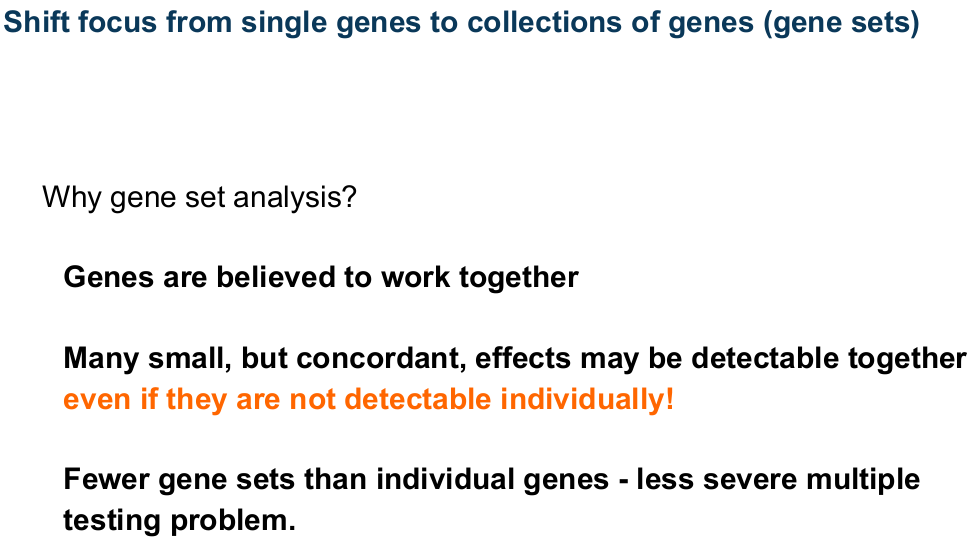 Shift focus from single genes to collections of genes (gene sets)
Why gene set analysis?
Genes are believed to work together
Many small, but concordant, effects may be detectable together
even if they are not detectable individually!
Fewer gene sets than individual genes - less severe multiple
testing problem.